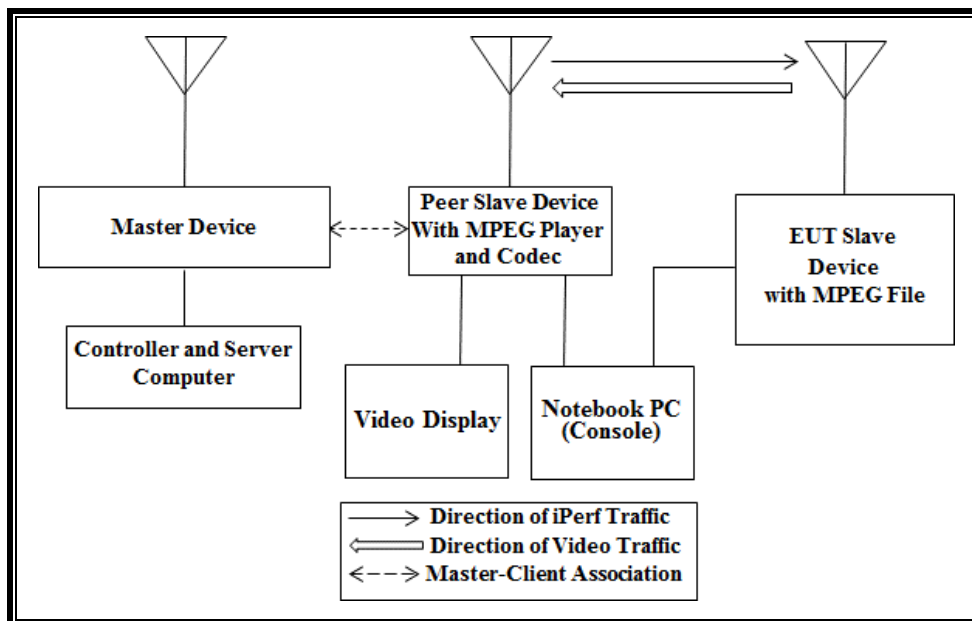 Master Device
Peer Slave Device
With MPEG Player
and Codec
EUT Slave
Device
with MPEG File
Controller and Server
Computer
Video Display
Notebook PC
(Console)
Direction of iPerf Traffic
Direction of Video Traffic
Master-Client Association